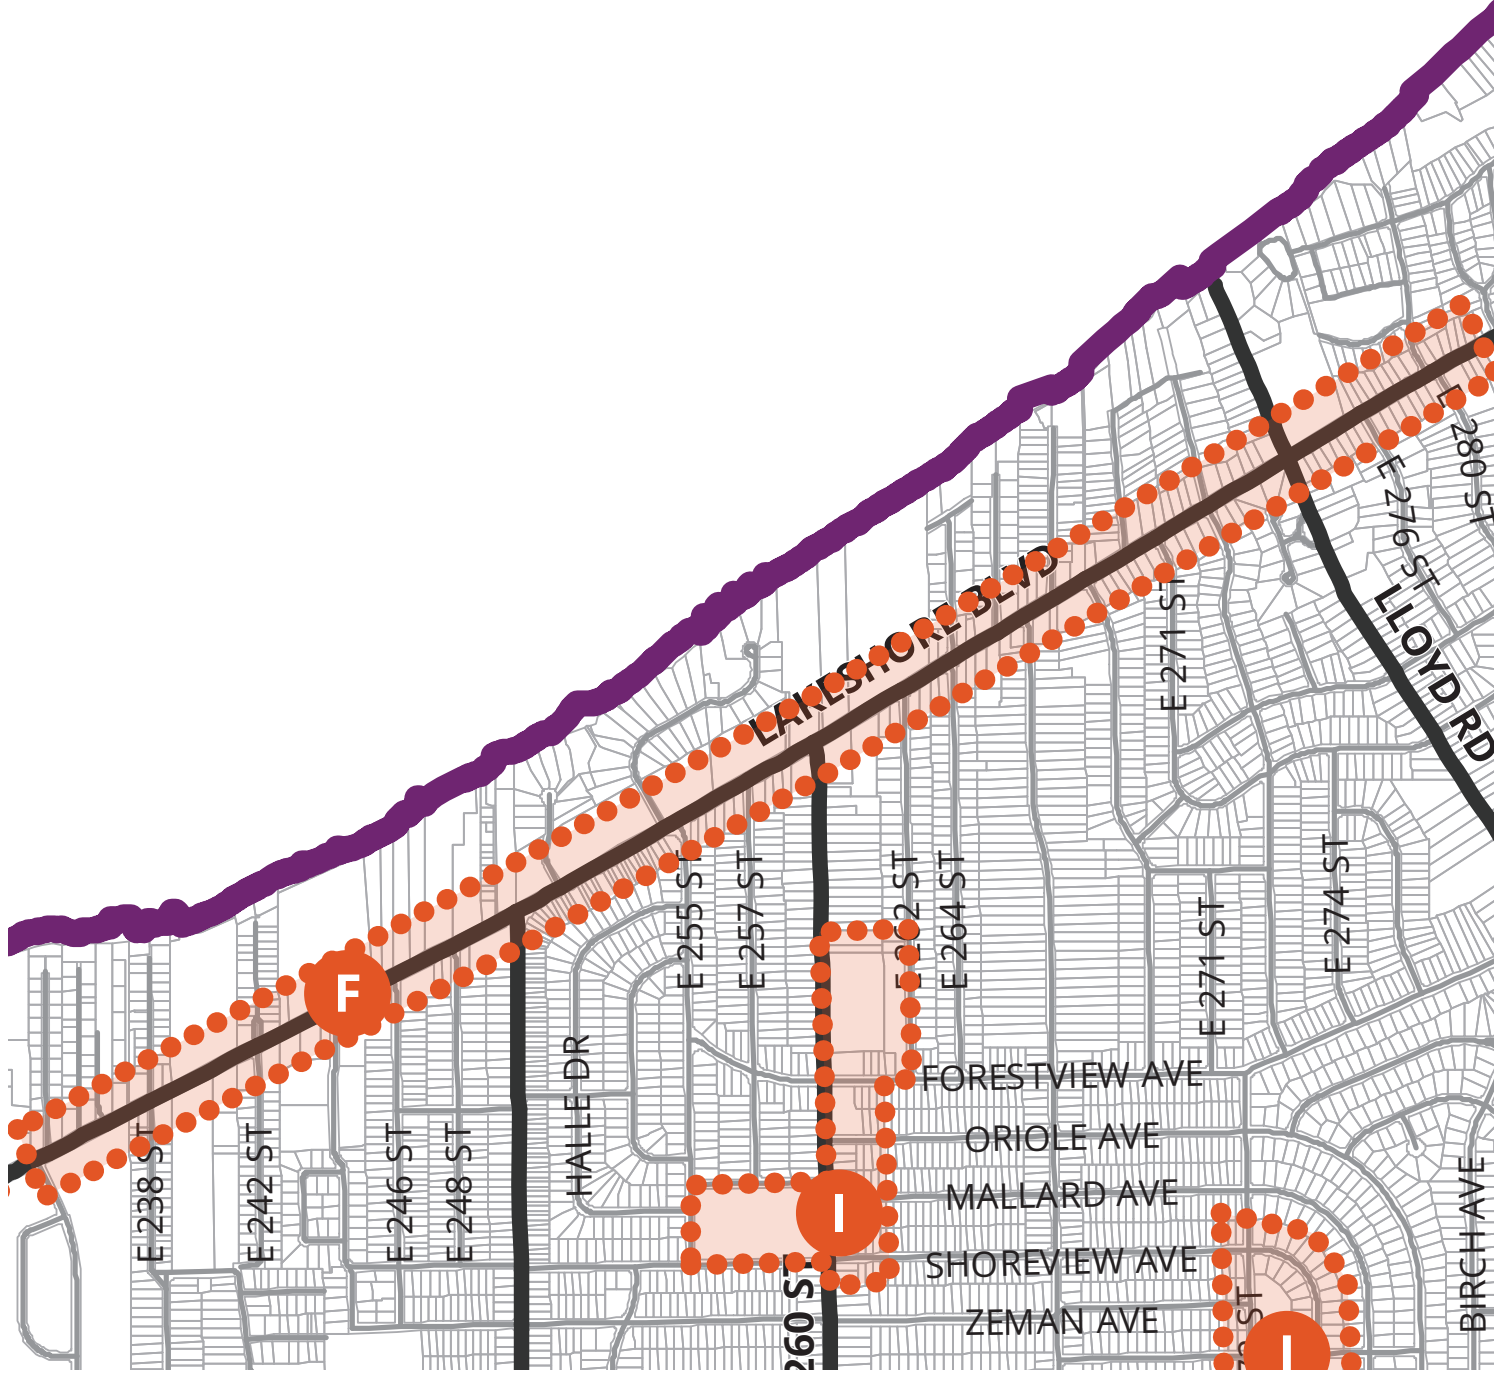 E 280 ST
E 276 ST
LAKESHORE BLVD
E 271 ST
LLOYD RD
E 255 ST
E 257 ST
E 262 ST
E 264 ST
E 274 ST
E 271 ST
F
HALLE DR
FORESTVIEW AVE
E 238 ST
E 242 ST
E 246 ST
E 248 ST
ORIOLE AVE
MALLARD AVE
BIRCH AVE
I
SHOREVIEW AVE
260 ST
ZEMAN AVE
ST